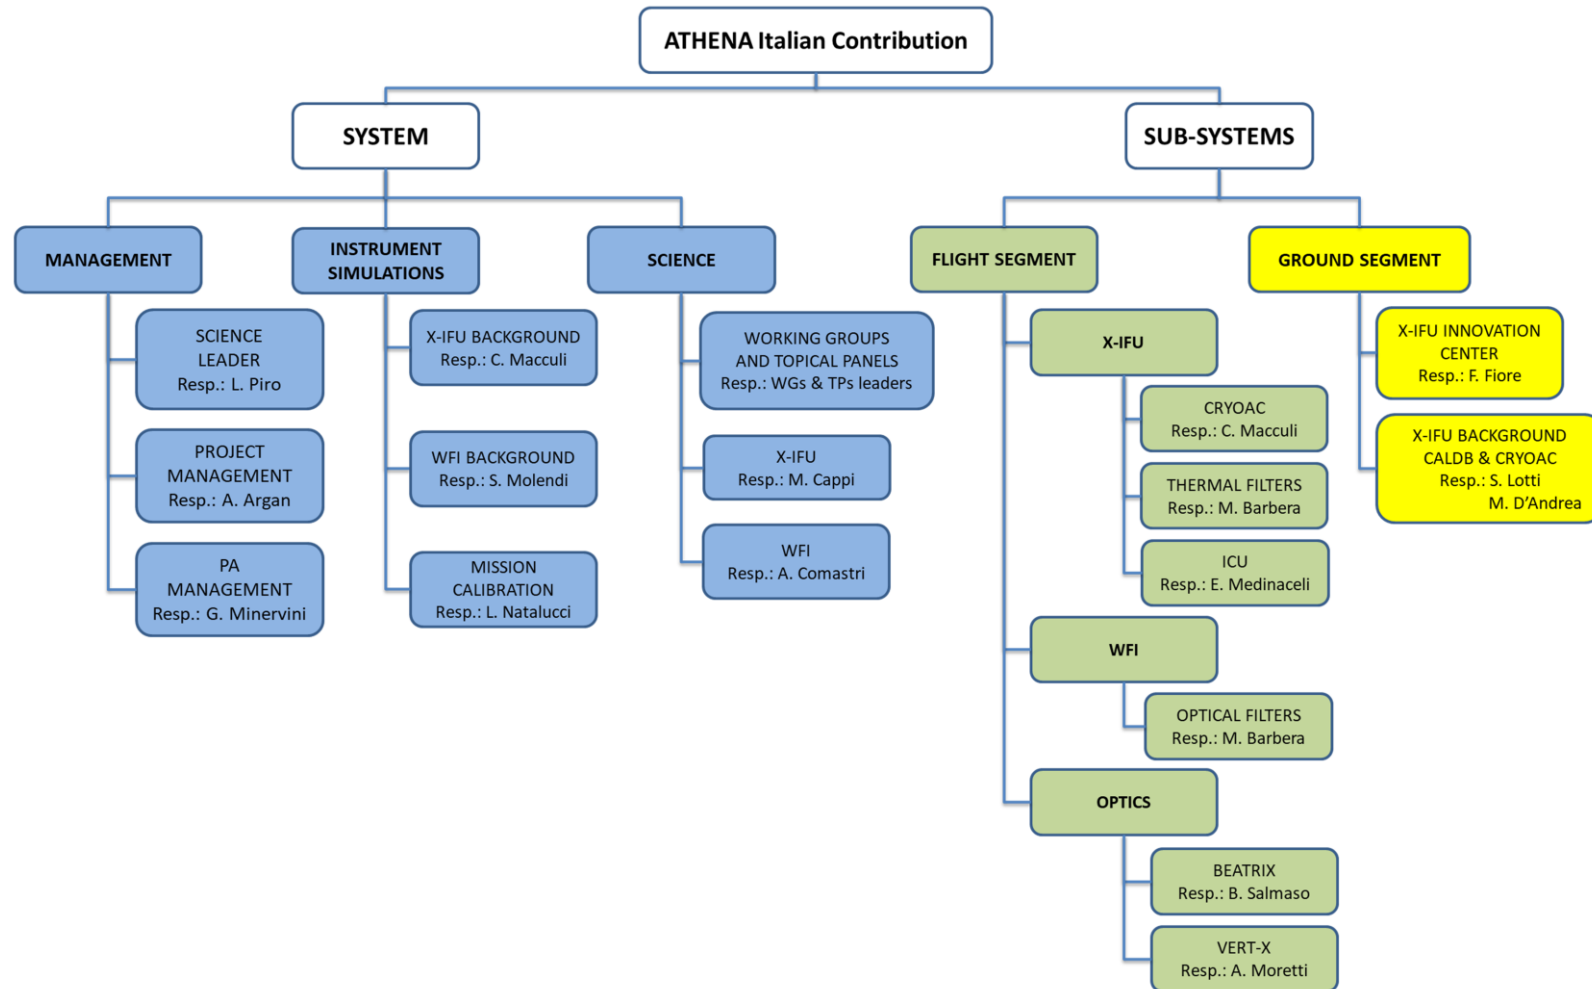 ATHENA Italian Contribution
SYSTEM
SUB-SYSTEMS
MANAGEMENT
INSTRUMENT
SIMULATIONS
SCIENCE
FLIGHT SEGMENT
GROUND SEGMENT
SCIENCE
LEADER
Resp.: L. Piro
PROJECT
MANAGEMENT
Resp.: A. Argan
PA
MANAGEMENT
Resp.: G. Minervini
X-IFU BACKGROUND
Resp.: C. Macculi
WFI BACKGROUND
Resp.: S. Molendi
MISSION
CALIBRATION
Resp.: L. Natalucci
WORKING GROUPS
AND TOPICAL PANELS
Resp.: WGs & TPs leaders
X-IFU
Resp.: M. Cappi
WFI
Resp.: A. Comastri
X-IFU
CRYOAC
Resp.: C. Macculi
THERMAL FILTERS
Resp.: M. Barbera
ICU
Resp.: E. Medinaceli
WFI
OPTICAL FILTERS
Resp.: M. Barbera
OPTICS
BEATRIX
Resp.: B. Salmaso
VERT-X
Resp.: A. Moretti
X-IFU INNOVATION
CENTER
Resp.: F. Fiore
X-IFU BACKGROUND
CALDB & CRYOAC
Resp.: S. Lotti
M. D’Andrea